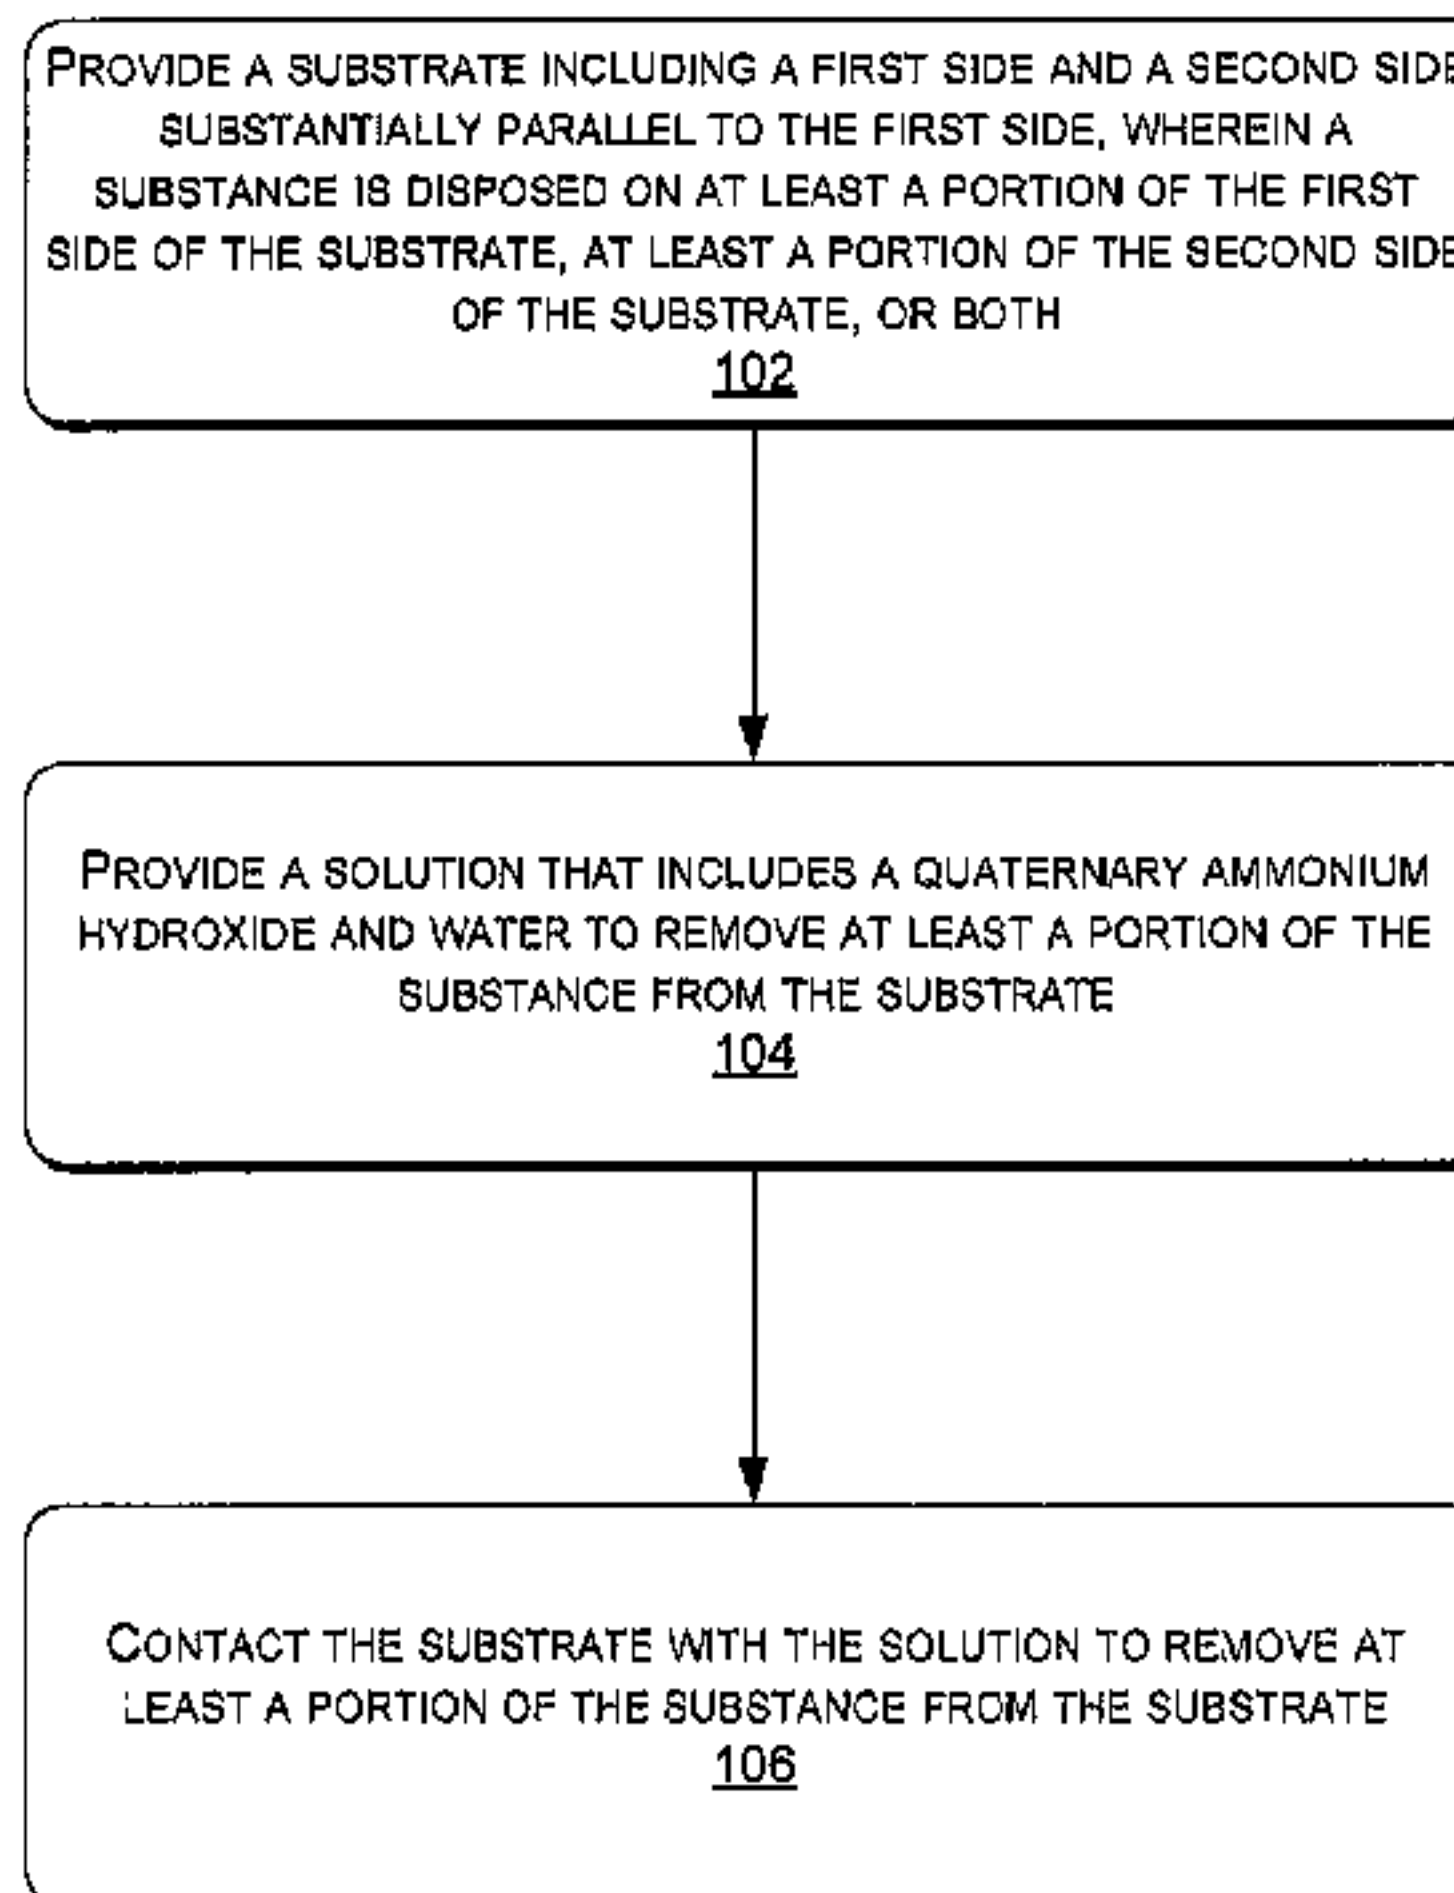 PROVIDE A SUBSTRATE INCLUDING A FIRST SIDE AND A SECOND SIDE
SUBSTANTIALLY PARALLEL TO THE FIRST SIDE, WHEREIN A
SUBSTANCE IS DISPOSED ON AT LEAST A PORTION OF THE FIRST
SIDE OF THE SUBSTRATE, AT LEAST A PORTION OF THE SECOND SIDE
OF THE SUBSTRATE, OR BOTH
102
PROVIDE A SOLUTION THAT INCLUDES A QUATERNARY AMMONIUM
HYDROXIDE AND WATER TO REMOVE AT LEAST A PORTION OF THE
SUBSTANCE FROM THE SUBSTRATE
104
CONTACT THE SUBSTRATE WITH THE SOLUTION TO REMOVE AT
LEAST A PORTION OF THE SUBSTANCE FROM THE SUBSTRATE
106